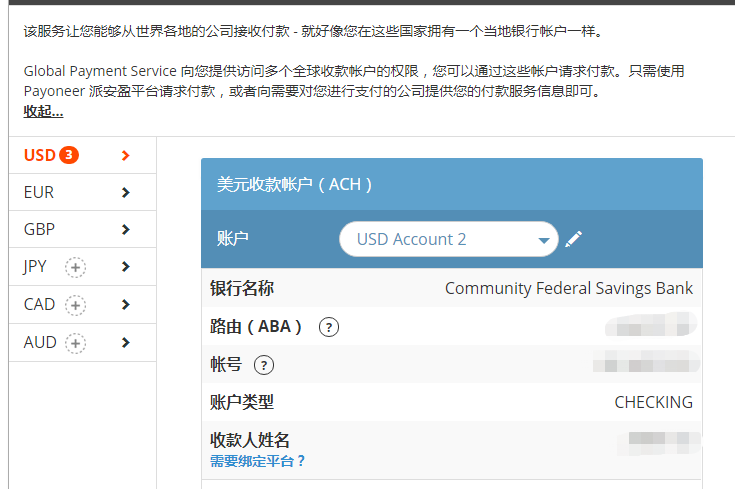 该服务让您能够从世界各地的公司接收付款 - 就好像您在这些国家拥有一个当地银行帐户一样。
Global Payment Service 向您提供访问多个全球收款帐户的权限，您可以通过这些帐户请求付款。只需使用
Payoneer 派安盈平台请求付款，或者向需要对您进行支付的公司提供您的付款服务信息即可。
收起...
USD 3
EUR
GBP
JPY
CAD
AUD
美元收款帐户（ACH）
账户 USD Account 2
银行名称 Community Federal Savings Bank
路由（ABA） ?
帐号 ?
账户类型 CHECKING
收款人姓名
需要绑定平台？